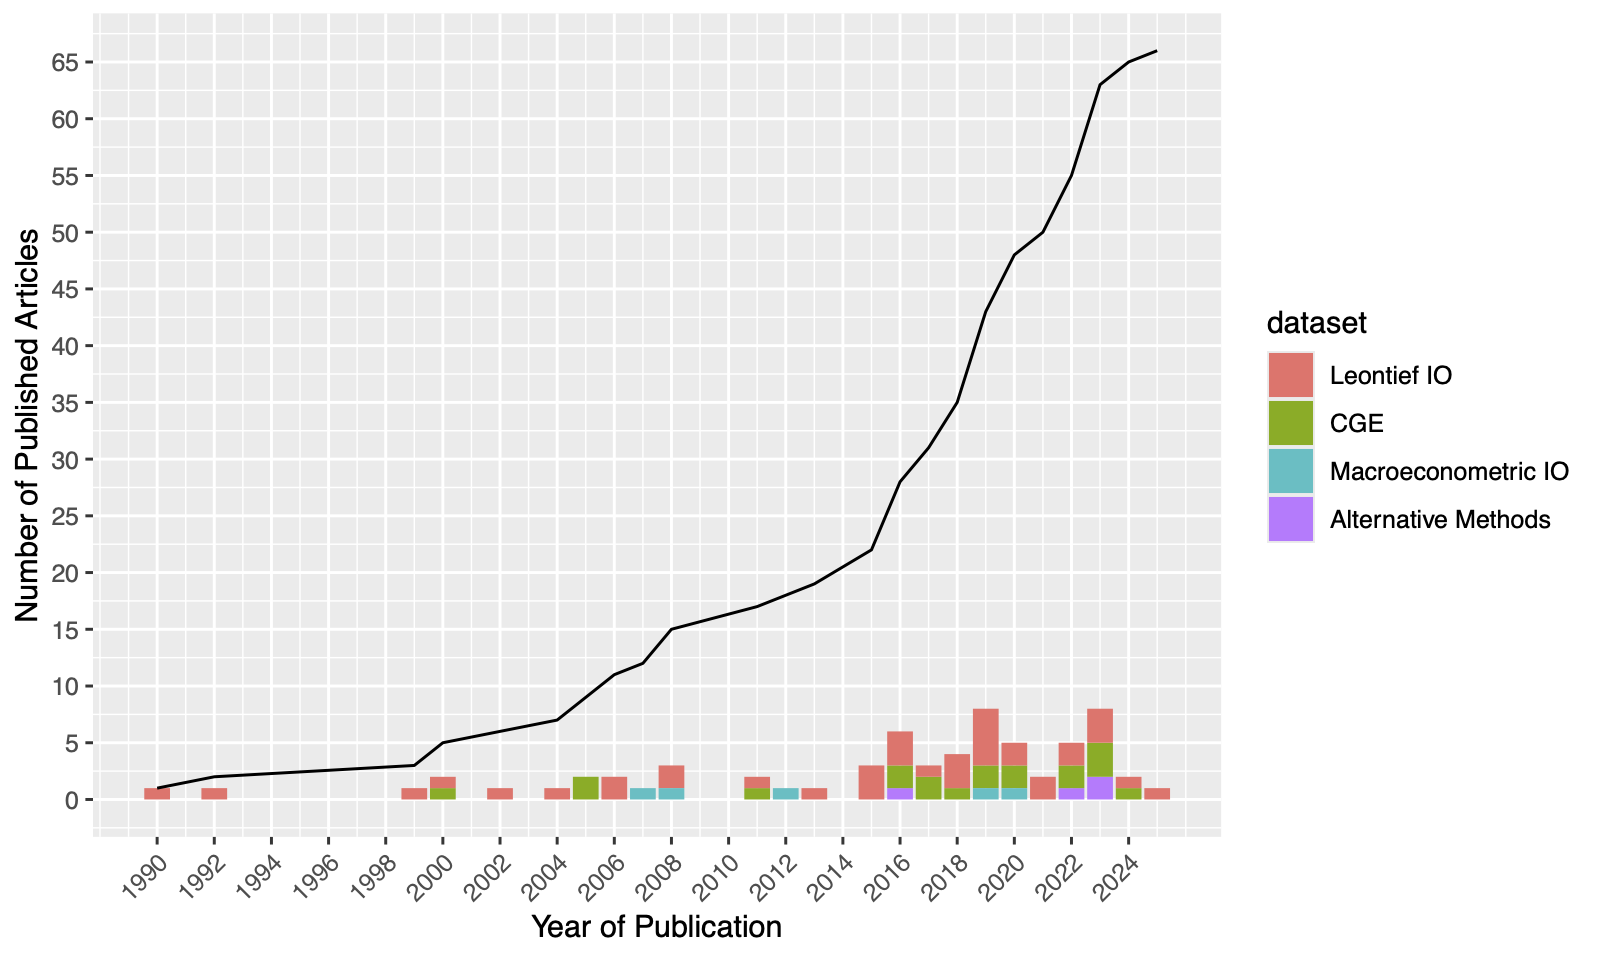 Number of Published Articles
65
60
55
50
45
40
35
30
25
20
15
10
5
0
1990 1992 1994 1996 1998 2000 2002 2004 2006 2008 2010 2012 2014 2016 2018 2020 2022 2024
Year of Publication
dataset
Leontief IO
CGE
Macroeconometric IO
Alternative Methods